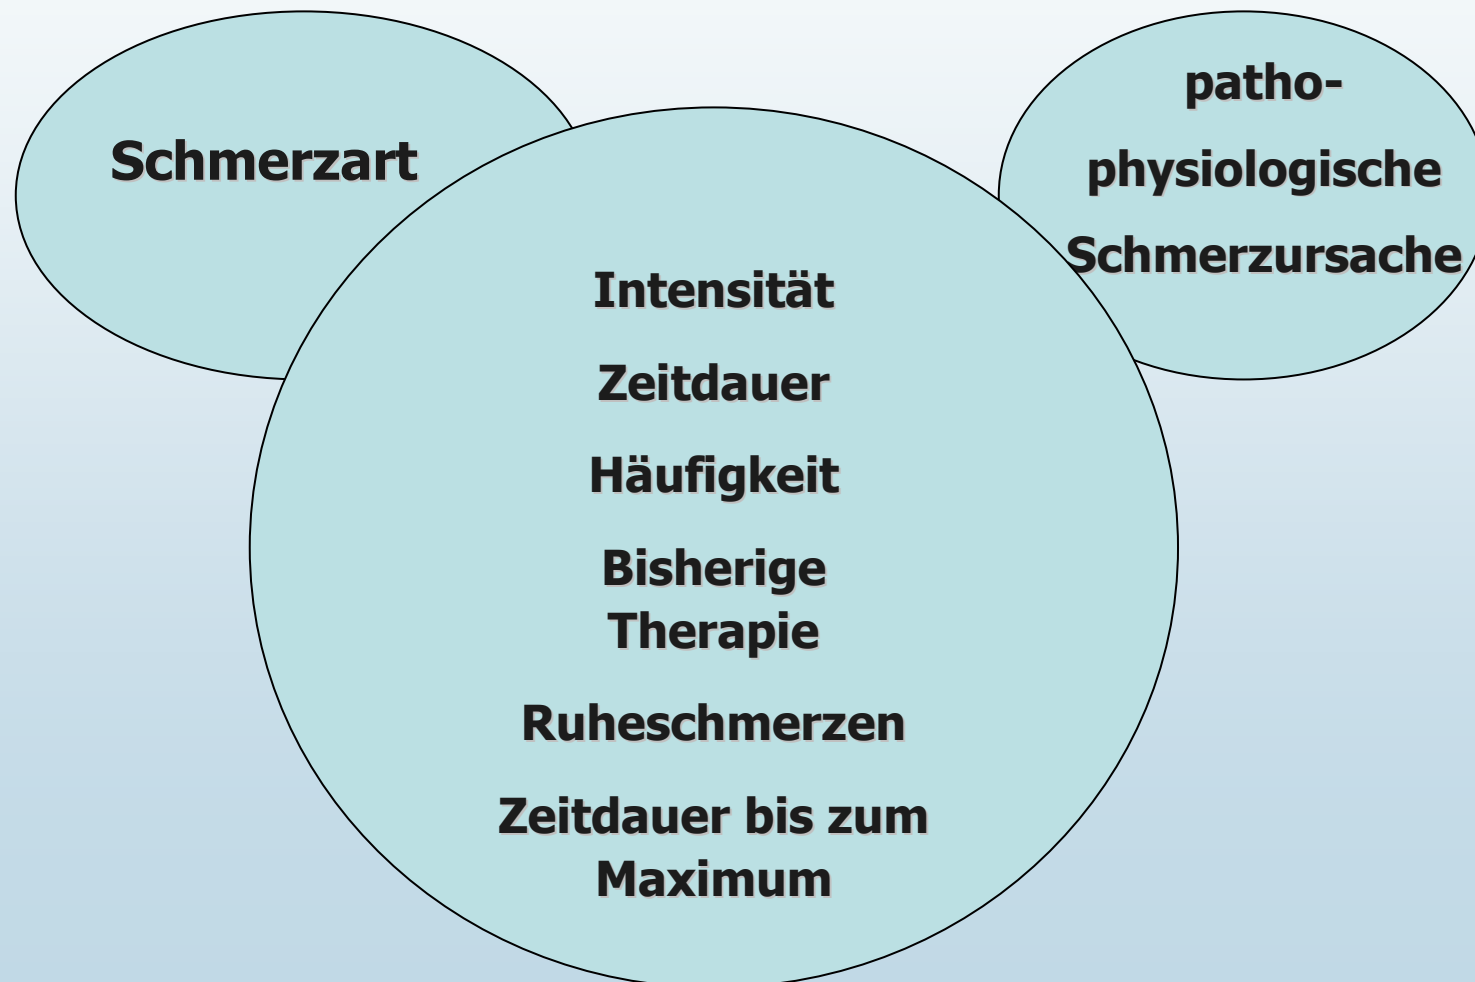 Schmerzart
patho-
physiologische
Schmerzursache
Intensität
Zeitdauer
Häufigkeit
Bisherige
Therapie
Ruheschmerzen
Zeitdauer bis zum
Maximum